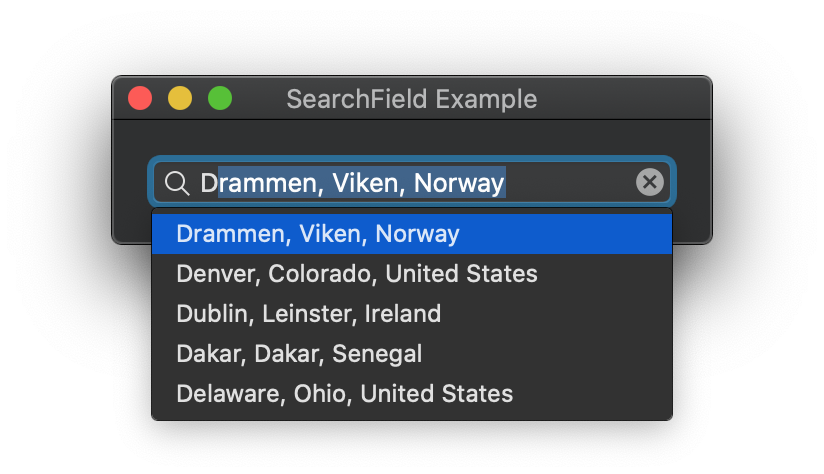 SearchField Example
Drammen, Viken, Norway
Drammen, Viken, Norway
Denver, Colorado, United States
Dublin, Leinster, Ireland
Dakar, Dakar, Senegal
Delaware, Ohio, United States